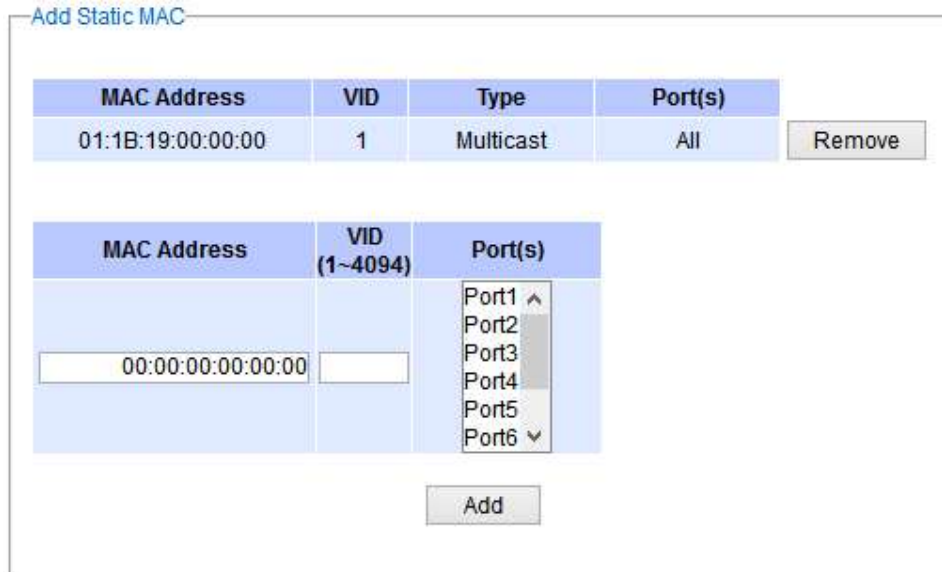 Add Static MAC
MAC Address VID Type Port(s)
01:1B:19:00:00:00 1 Multicast All Remove
MAC Address VID (1~4094) Port(s)
00:00:00:00:00:00
Port1
Port2
Port3
Port4
Port5
Port6
Add